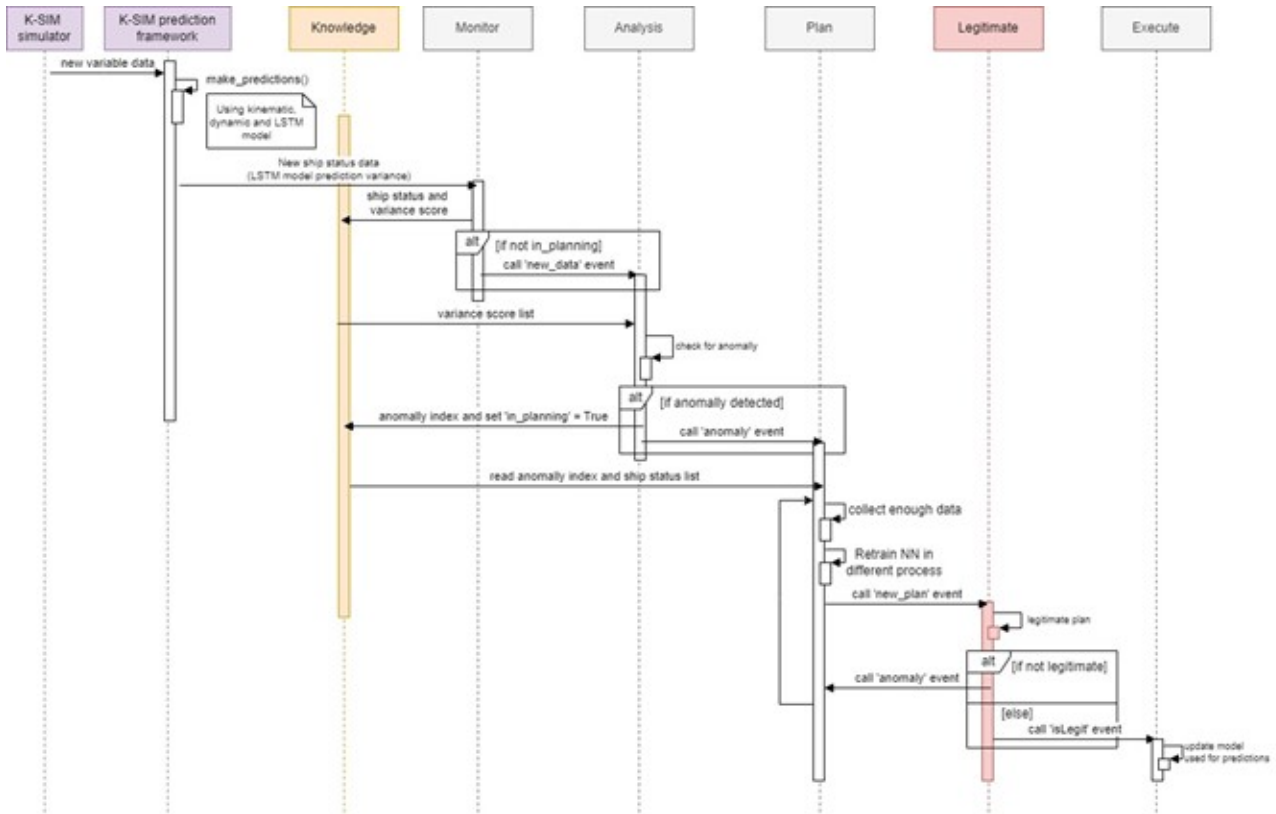 K-SIM
simulator
K-SIM prediction
framework
Knowledge
Monitor
Analysis
Plan
Legitimate
Execute
new variable data
make_predictions()
Using kinematic,
dynamic and LSTM
model
New ship status data
(LSTM model prediction variance)
ship status and
variance score
alt
[if not in_planning]
call 'new_data' event
variance score list
check for anomally
alt
[if anomally detected]
anomally index and set 'in_planning' = True
call 'anomaly' event
read anomally index and ship status list
collect enough data
Retrain NN in
different process
call 'new_plan' event
legitimate plan
alt
[if not legitimate]
call 'anomaly' event
[else]
call 'isLegit' event
update model
used for predictions